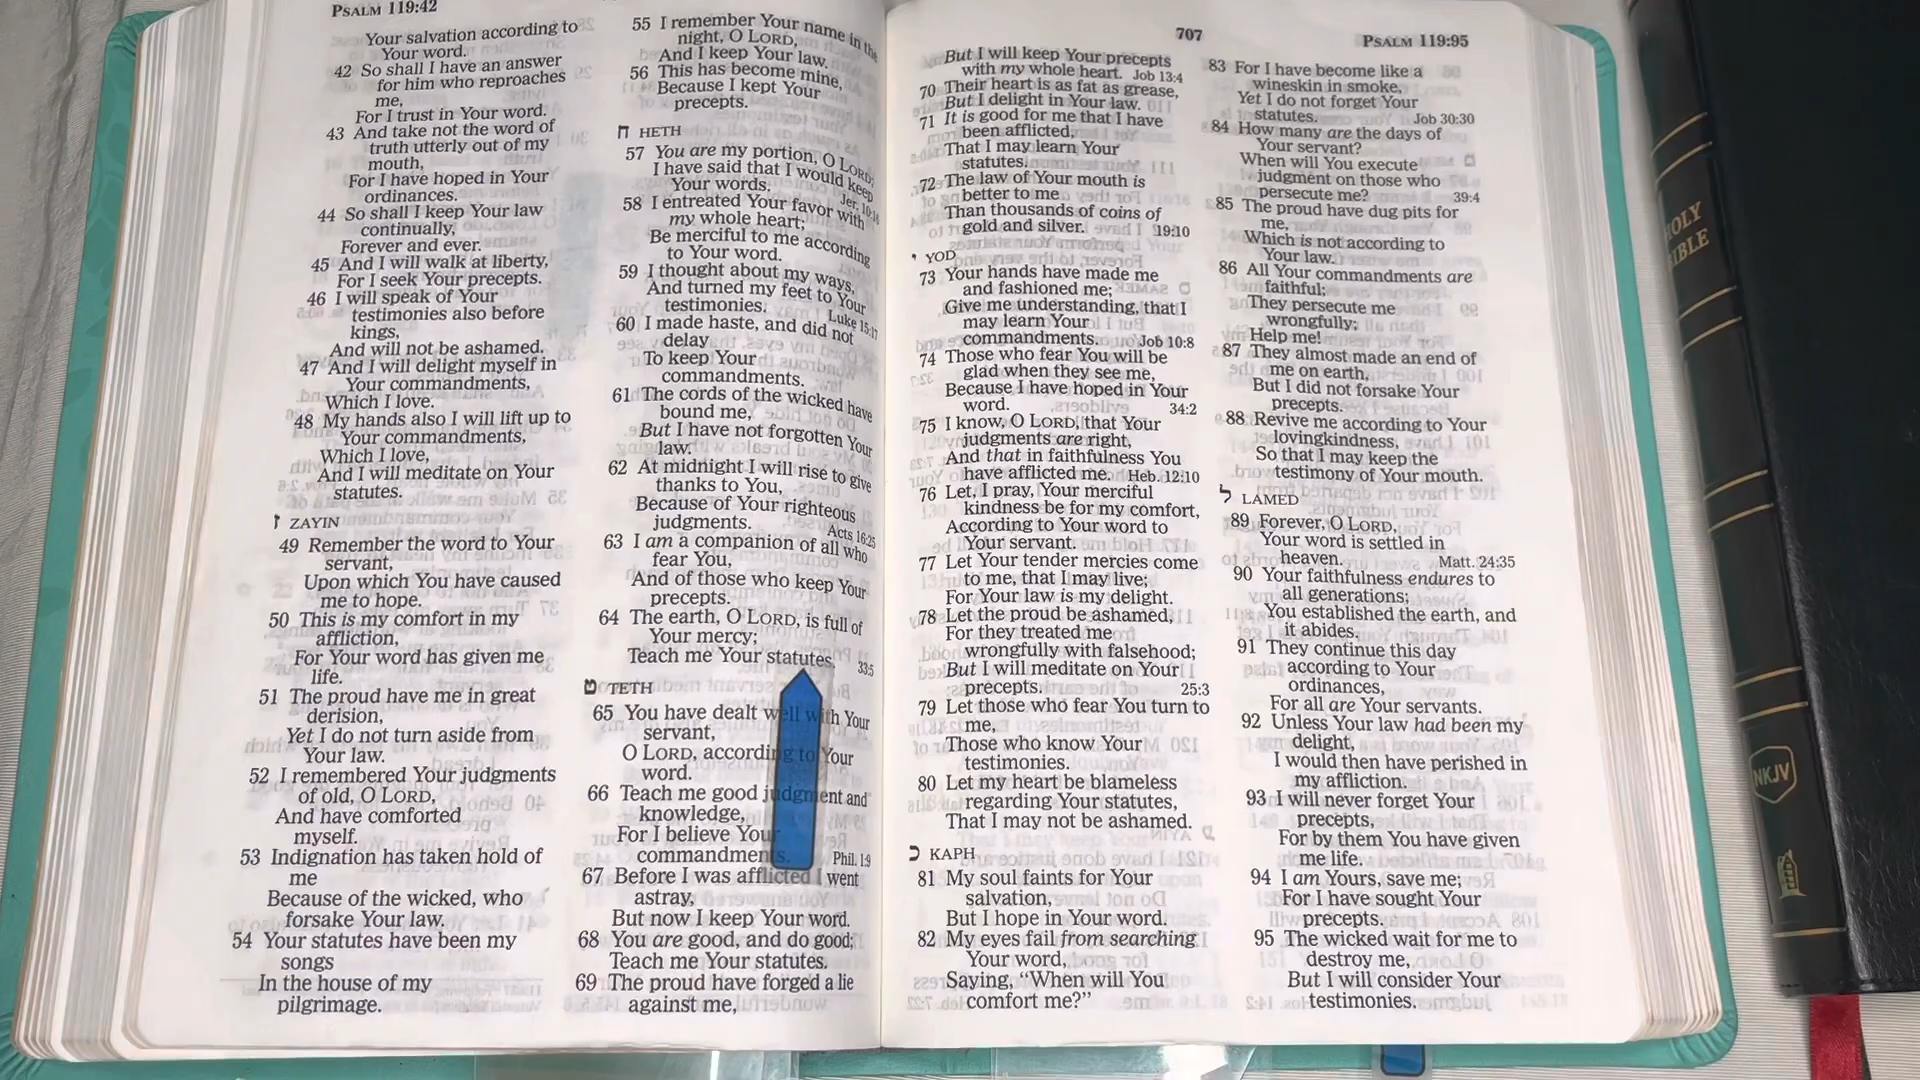 PSALM 119:42
Your salvation according to
Your word.
42 So shall I have an answer
for him who reproaches
me,
For I trust in Your word.
43 And take not the word of
truth utterly out of my
mouth,
For I have hoped in Your
ordinances.
44 So shall I keep Your law
continually,
Forever and ever.
45 And I will walk at liberty,
For I seek Your precepts.
46 I will speak of Your
testimonies also before
kings,
And will not be ashamed.
47 And I will delight myself in
Your commandments,
Which I love.
48 My hands also I will lift up to
Your commandments,
Which I love,
And I will meditate on Your
statutes.
ז ZAYIN
49 Remember the word to Your
servant,
Upon which You have caused
me to hope.
50 This is my comfort in my
affliction,
For Your word has given me
life.
51 The proud have me in great
derision,
Yet I do not turn aside from
Your law.
52 I remembered Your judgments
of old, O LORD,
And have comforted
myself.
53 Indignation has taken hold of
me
Because of the wicked, who
forsake Your law.
54 Your statutes have been my
songs
In the house of my
pilgrimage.
55 I remember Your name in the
night, O LORD,
And I keep Your law.
56 This has become mine,
Because I kept Your
precepts.
ח HETH
57 You are my portion, O LORD;
I have said that I would keep
Your words. Jer. 10:16
58 I entreated Your favor with
my whole heart;
Be merciful to me according
to Your word.
59 I thought about my ways,
And turned my feet to Your
testimonies. Luke 15:17
60 I made haste, and did not
delay
To keep Your
commandments.
61 The cords of the wicked have
bound me,
But I have not forgotten Your
law.
62 At midnight I will rise to give
thanks to You,
Because of Your righteous
judgments. Acts 16:25
63 I am a companion of all who
fear You,
And of those who keep Your
precepts.
64 The earth, O LORD, is full of
Your mercy;
Teach me Your statutes. 33:5
ט TETH
65 You have dealt well with Your
servant,
O LORD, according to Your
word.
66 Teach me good judgment and
knowledge,
For I believe Your
commandments. Phil. 1:9
67 Before I was afflicted I went
astray,
But now I keep Your word.
68 You are good, and do good;
Teach me Your statutes.
69 The proud have forged a lie
against me,
707
PSALM 119:95
But I will keep Your precepts
with my whole heart. Job 13:4
70 Their heart is as fat as grease,
But I delight in Your law.
71 It is good for me that I have
been afflicted,
That I may learn Your
statutes.
72 The law of Your mouth is
better to me
Than thousands of coins of
gold and silver. 19:10
י YOD
73 Your hands have made me
and fashioned me;
Give me understanding, that I
may learn Your
commandments. Job 10:8
74 Those who fear You will be
glad when they see me,
Because I have hoped in Your
word. 34:2
75 I know, O LORD, that Your
judgments are right,
And that in faithfulness You
have afflicted me. Heb. 12:10
76 Let, I pray, Your merciful
kindness be for my comfort,
According to Your word to
Your servant.
77 Let Your tender mercies come
to me, that I may live;
For Your law is my delight.
78 Let the proud be ashamed,
For they treated me
wrongfully with falsehood;
But I will meditate on Your
precepts. 25:3
79 Let those who fear You turn to
me,
Those who know Your
testimonies.
80 Let my heart be blameless
regarding Your statutes,
That I may not be ashamed.
כ KAPH
81 My soul faints for Your
salvation,
But I hope in Your word.
82 My eyes fail from searching
Your word,
Saying, “When will You
comfort me?”
83 For I have become like a
wineskin in smoke,
Yet I do not forget Your
statutes. Job 30:30
84 How many are the days of
Your servant?
When will You execute
judgment on those who
persecute me? 39:4
85 The proud have dug pits for
me,
Which is not according to
Your law.
86 All Your commandments are
faithful;
They persecute me
wrongfully;
Help me!
87 They almost made an end of
me on earth,
But I did not forsake Your
precepts.
88 Revive me according to Your
lovingkindness,
So that I may keep the
testimony of Your mouth.
ל LAMED
89 Forever, O LORD,
Your word is settled in
heaven. Matt. 24:35
90 Your faithfulness endures to
all generations;
You established the earth, and
it abides.
91 They continue this day
according to Your
ordinances,
For all are Your servants.
92 Unless Your law had been my
delight,
I would then have perished in
my affliction.
93 I will never forget Your
precepts,
For by them You have given
me life.
94 I am Yours, save me;
For I have sought Your
precepts.
95 The wicked wait for me to
destroy me,
But I will consider Your
testimonies.
HOLY
BIBLE
NKJV